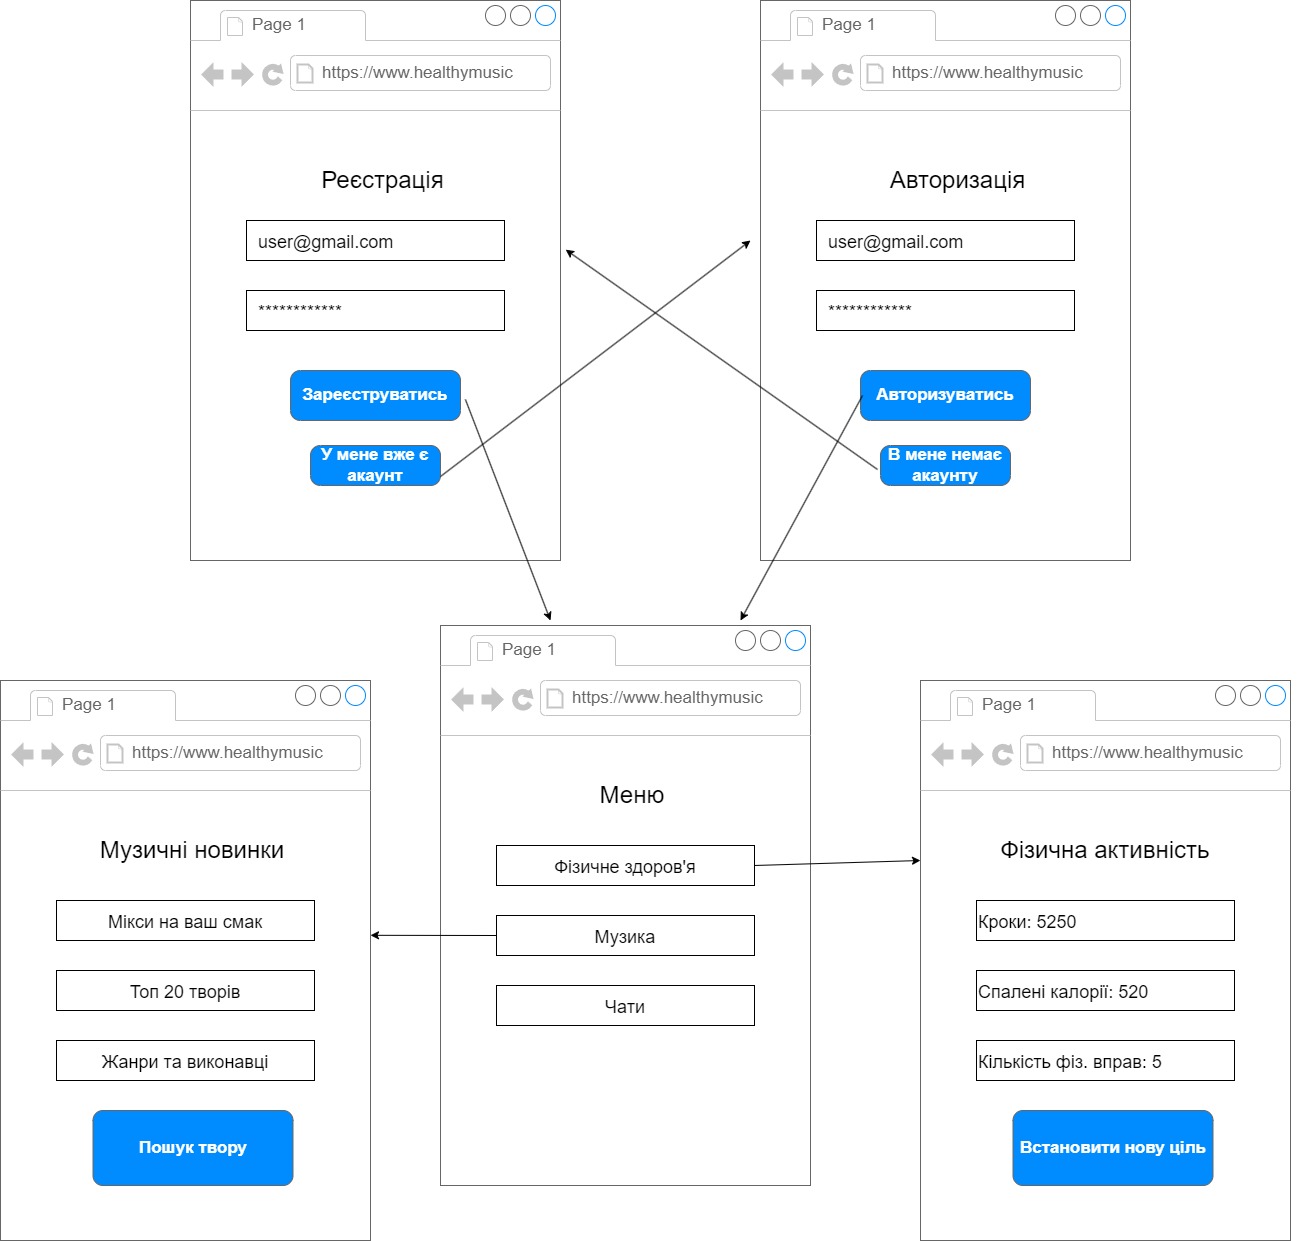 Page 1
https://www.healthymusic
Реєстрація
user@gmail.com
************
Зареєструватись
У мене вже є
акаунт
Page 1
https://www.healthymusic
Авторизація
user@gmail.com
************
Авторизуватись
В мене немає
акаунту
Page 1
https://www.healthymusic
Музичні новинки
Мікси на ваш смак
Топ 20 творів
Жанри та виконавці
Пошук твору
Page 1
https://www.healthymusic
Меню
Фізичне здоров'я
Музика
Чати
Page 1
https://www.healthymusic
Фізична активність
Кроки: 5250
Спалені калорії: 520
Кількість фіз. вправ: 5
Встановити нову ціль